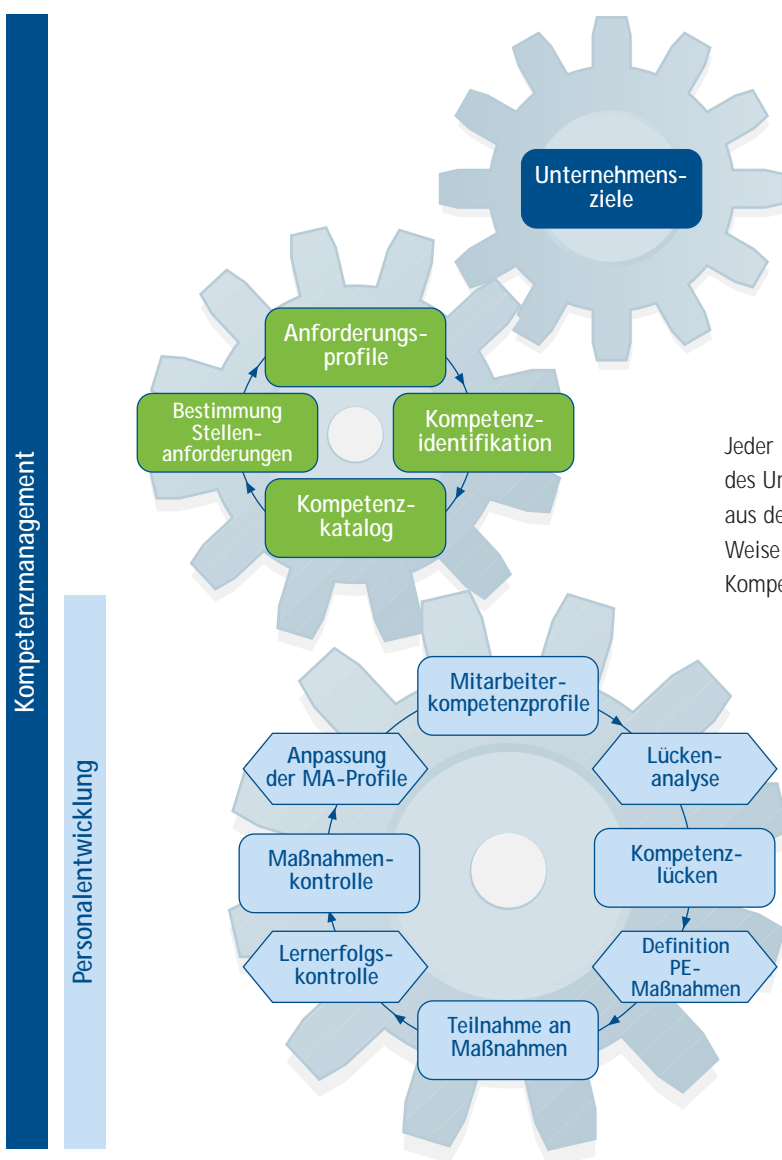 Kompetenzmanagement
Personalentwicklung
Unternehmens-
ziele
Anforderungs-
profile
Bestimmung
Stellen-
anforderungen
Kompetenz-
identifikation
Kompetenz-
katalog
Jeder
des Un
aus de
Weise
Kompe
Mitarbeiter-
kompetenzprofile
Anpassung
der MA-Profile
Lücken-
analyse
Maßnahmen-
kontrolle
Kompetenz-
lücken
Lernerfolgs-
kontrolle
Definition
PE-
Maßnahmen
Teilnahme an
Maßnahmen